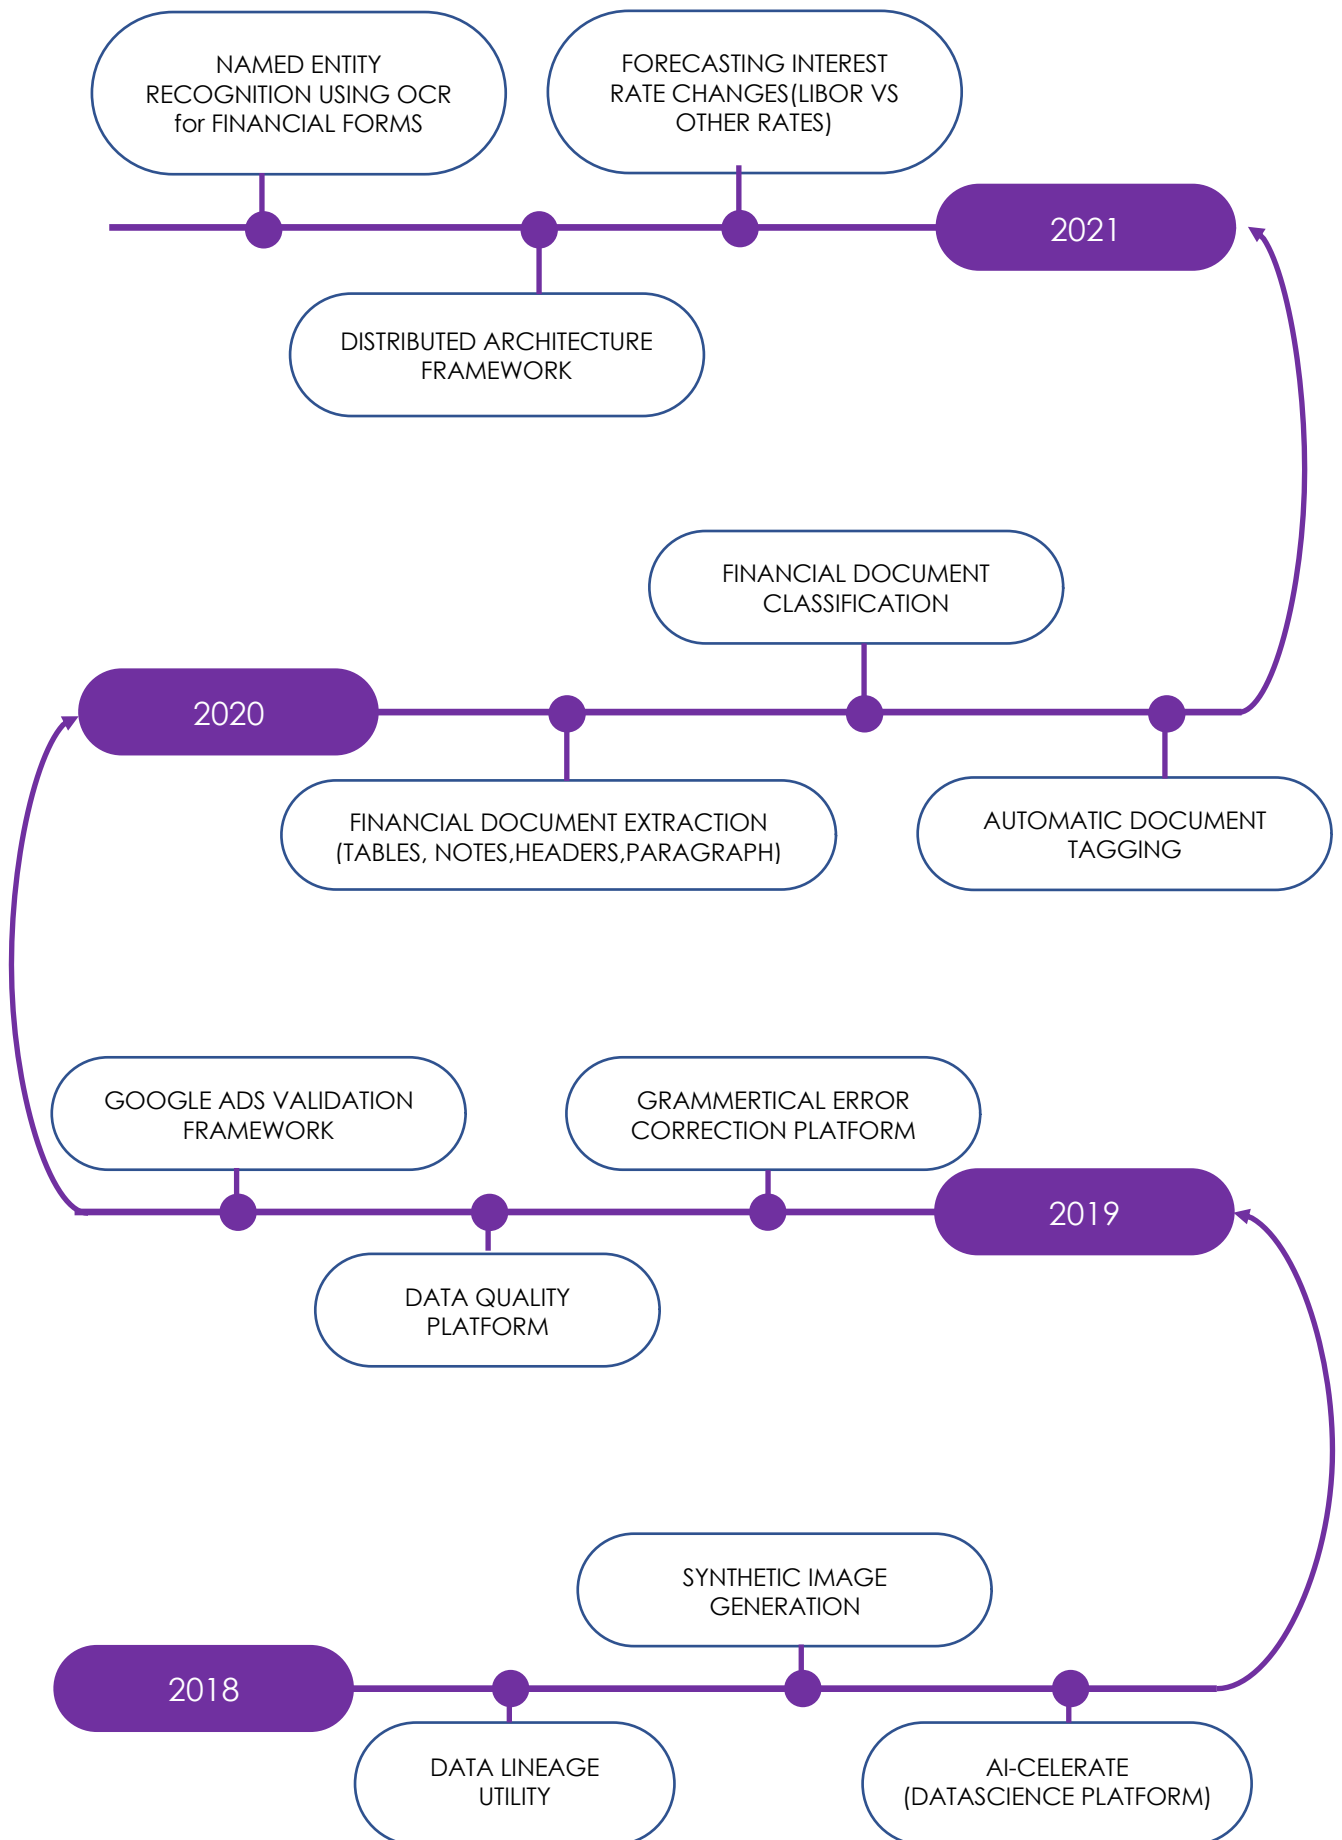 NAMED ENTITY
RECOGNITION USING OCR
for FINANCIAL FORMS
FORECASTING INTEREST
RATE CHANGES(LIBOR VS
OTHER RATES)
2021
DISTRIBUTED ARCHITECTURE
FRAMEWORK
FINANCIAL DOCUMENT
CLASSIFICATION
2020
FINANCIAL DOCUMENT EXTRACTION
(TABLES, NOTES,HEADERS,PARAGRAPH)
AUTOMATIC DOCUMENT
TAGGING
GOOGLE ADS VALIDATION
FRAMEWORK
GRAMMERTICAL ERROR
CORRECTION PLATFORM
2019
DATA QUALITY
PLATFORM
SYNTHETIC IMAGE
GENERATION
2018
DATA LINEAGE
UTILITY
AI-CELERATE
(DATASCIENCE PLATFORM)